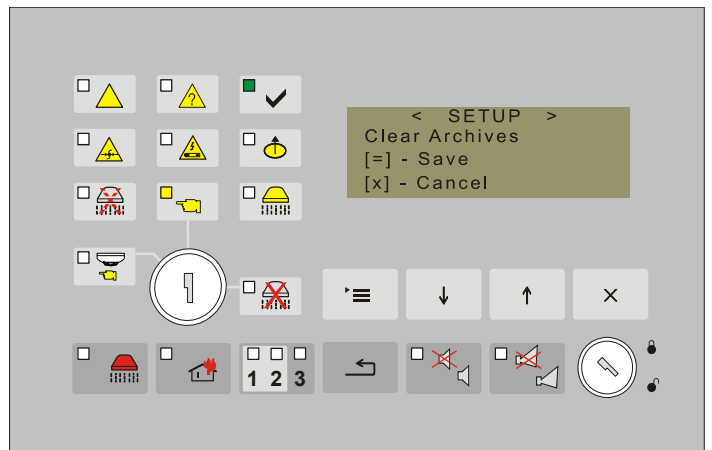 < SETUP >
Clear Archives
[=] - Save
[x] - Cancel
1 2 3